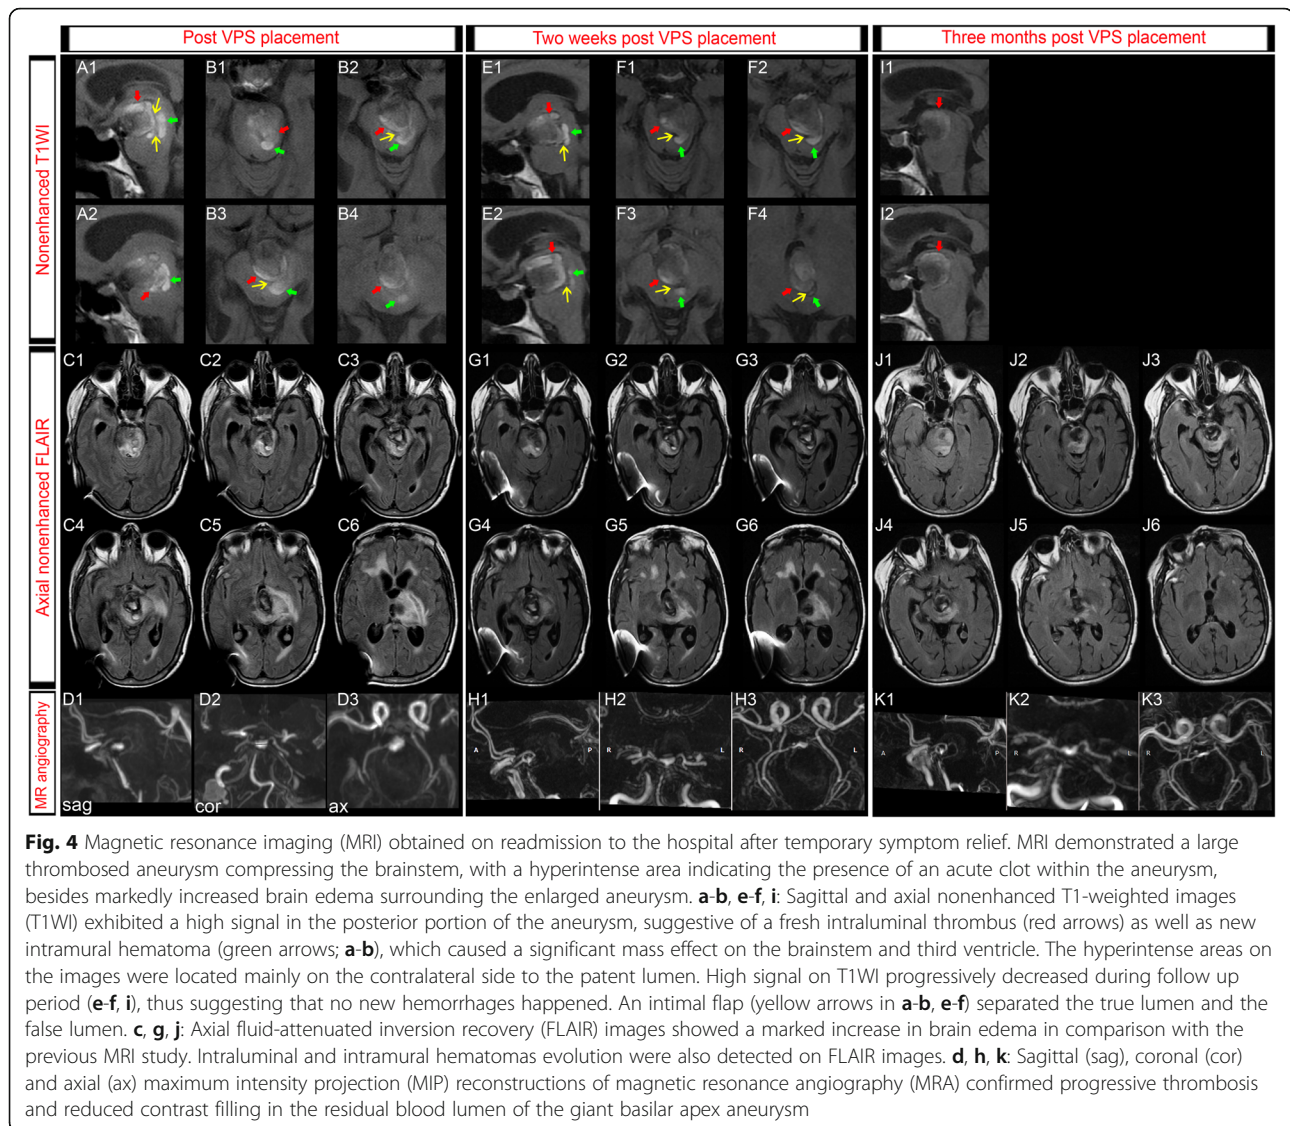 Post VPS placement
Two weeks post VPS placement
Three months post VPS placement
Nonenhanced T1WI
A1
B1
B2
E1
F1
F2
I1
A2
B3
B4
E2
F3
F4
I2
Axial nonenhanced FLAIR
C1
C2
C3
G1
G2
G3
J1
J2
J3
C4
C5
C6
G4
G5
G6
J4
J5
J6
MR angiography
D1
D2
D3
H1
H2
H3
K1
K2
K3
A
P
R
L
R
L
A
P
R
L
R
L
sag
cor
ax
Fig. 4 Magnetic resonance imaging (MRI) obtained on readmission to the hospital after temporary symptom relief. MRI demonstrated a large
thrombosed aneurysm compressing the brainstem, with a hyperintense area indicating the presence of an acute clot within the aneurysm,
besides markedly increased brain edema surrounding the enlarged aneurysm. a-b, e-f, i: Sagittal and axial nonenhanced T1-weighted images
(T1WI) exhibited a high signal in the posterior portion of the aneurysm, suggestive of a fresh intraluminal thrombus (red arrows) as well as new
intramural hematoma (green arrows; a-b), which caused a significant mass effect on the brainstem and third ventricle. The hyperintense areas on
the images were located mainly on the contralateral side to the patent lumen. High signal on T1WI progressively decreased during follow up
period (e-f, i), thus suggesting that no new hemorrhages happened. An intimal flap (yellow arrows in a-b, e-f) separated the true lumen and the
false lumen. c, g, j: Axial fluid-attenuated inversion recovery (FLAIR) images showed a marked increase in brain edema in comparison with the
previous MRI study. Intraluminal and intramural hematomas evolution were also detected on FLAIR images. d, h, k: Sagittal (sag), coronal (cor)
and axial (ax) maximum intensity projection (MIP) reconstructions of magnetic resonance angiography (MRA) confirmed progressive thrombosis
and reduced contrast filling in the residual blood lumen of the giant basilar apex aneurysm